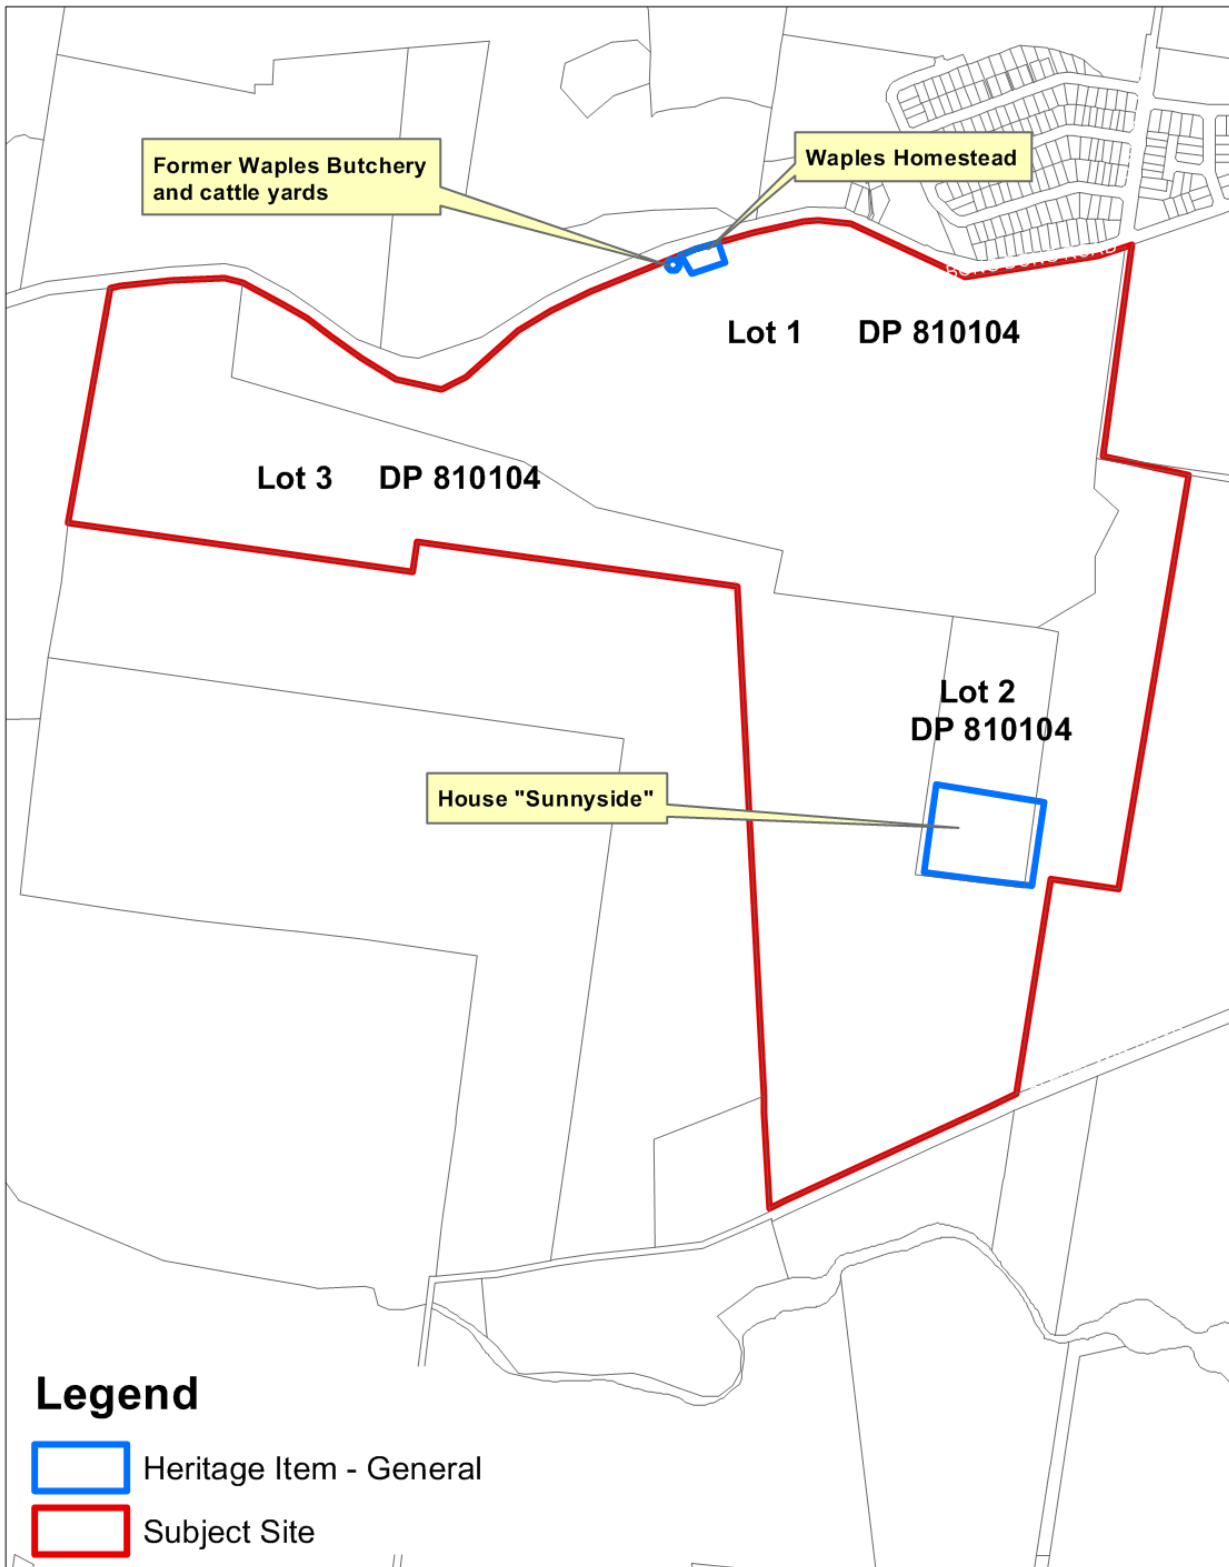 Former Waples Butchery
and cattle yards
Waples Homestead
ROAD
Lot 1 DP 810104
Lot 3 DP 810104
Lot 2
DP 810104
House "Sunnyside"
Legend
Heritage Item - General
Subject Site